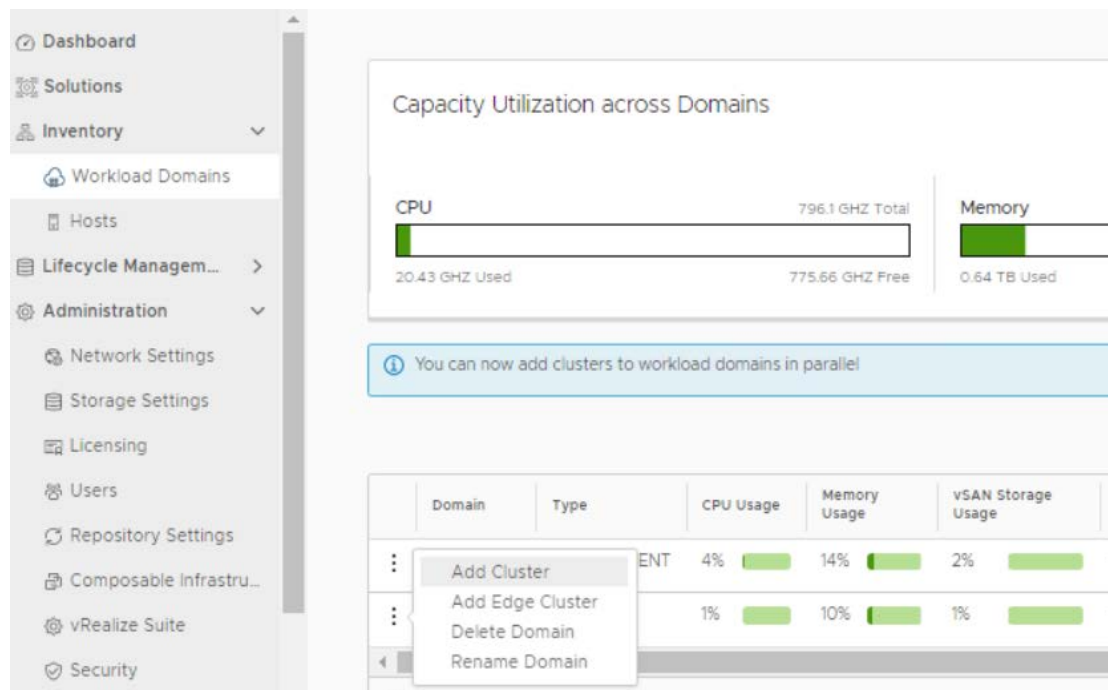 Dashboard
Solutions
Inventory
Workload Domains
Hosts
Lifecycle Managem...
Administration
Network Settings
Storage Settings
Licensing
Users
Repository Settings
Composable Infrastru...
vRealize Suite
Security
Capacity Utilization across Domains
CPU
796.1 GHZ Total
20.43 GHZ Used
775.66 GHZ Free
Memory
0.64 TB Used
You can now add clusters to workload domains in parallel
Domain
Type
CPU Usage
Memory
Usage
vSAN Storage
Usage
ENT
4%
14%
2%
1%
10%
1%
Add Cluster
Add Edge Cluster
Delete Domain
Rename Domain